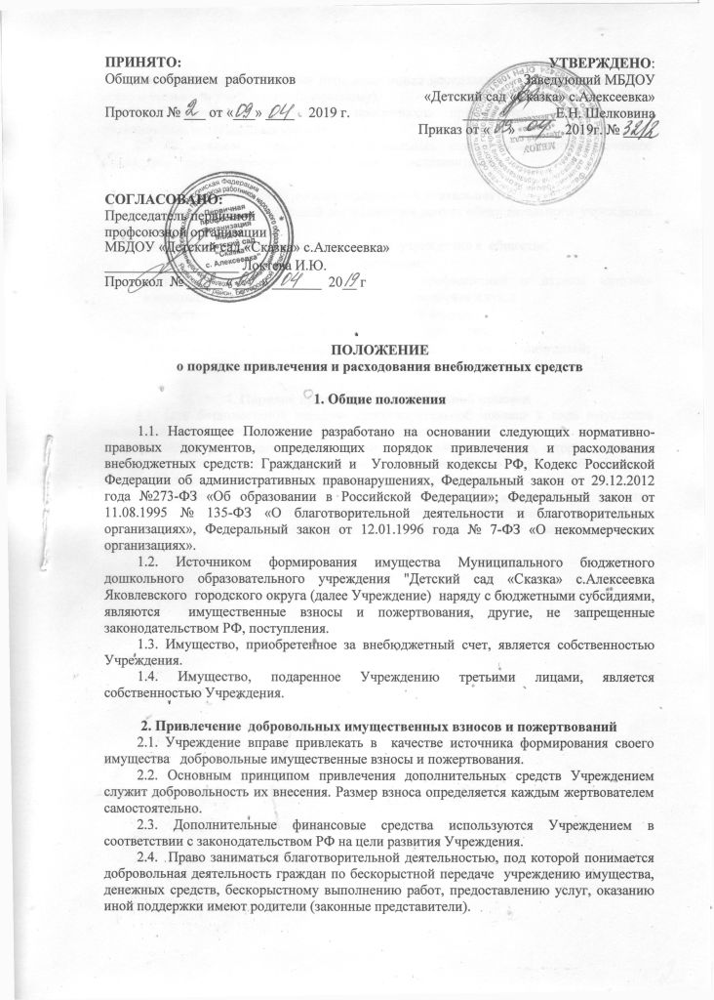 ПРИНЯТО:
Общим собранием  работников
Протокол № 2 от «09» 04 2019 г.
УТВЕРЖДЕНО:
Заведующий МБДОУ
«Детский сад «Сказка» с.Алексеевка»
Е.Н. Шелковина
Приказ от « 09 » 04 2019г. № 32/2
СОГЛАСОВАНО:
Председатель первичной
профсоюзной организации
МБДОУ «Детский сад «Сказка» с.Алексеевка»
Локтева И.Ю.
Протокол № 04 2019 г
Первичная
профсоюзная
организация
МБДОУ
"Детский сад
"Сказка"
с. Алексеевка"
ПОЛОЖЕНИЕ
о порядке привлечения и расходования внебюджетных средств
1. Общие положения
1.1. Настоящее Положение разработано на основании следующих нормативно-
правовых документов, определяющих порядок привлечения и расходования
внебюджетных средств: Гражданский и Уголовный кодексы РФ, Кодекс Российской
Федерации об административных правонарушениях, Федеральный закон от 29.12.2012
года №273-ФЗ «Об образовании в Российской Федерации»; Федеральный закон от
11.08.1995 № 135-ФЗ «О благотворительной деятельности и благотворительных
организациях», Федеральный закон от 12.01.1996 года № 7-ФЗ «О некоммерческих
организациях».
1.2. Источником формирования имущества Муниципального бюджетного
дошкольного образовательного учреждения "Детский сад «Сказка» с.Алексеевка
Яковлевского городского округа (далее Учреждение) наряду с бюджетными субсидиями,
являются имущественные взносы и пожертвования, другие, не запрещенные
законодательством РФ, поступления.
1.3. Имущество, приобретенное за внебюджетный счет, является собственностью
Учреждения.
1.4. Имущество, подаренное Учреждению третьими лицами, является
собственностью Учреждения.
2. Привлечение добровольных имущественных взносов и пожертвований
2.1. Учреждение вправе привлекать в качестве источника формирования своего
имущества добровольные имущественные взносы и пожертвования.
2.2. Основным принципом привлечения дополнительных средств Учреждением
служит добровольность их внесения. Размер взноса определяется каждым жертвователем
самостоятельно.
2.3. Дополнительные финансовые средства используются Учреждением в
соответствии с законодательством РФ на цели развития Учреждения.
2.4. Право заниматься благотворительной деятельностью, под которой понимается
добровольная деятельность граждан по бескорыстной передаче учреждению имущества,
денежных средств, бескорыстному выполнению работ, предоставлению услуг, оказанию
иной поддержки имеют родители (законные представители).